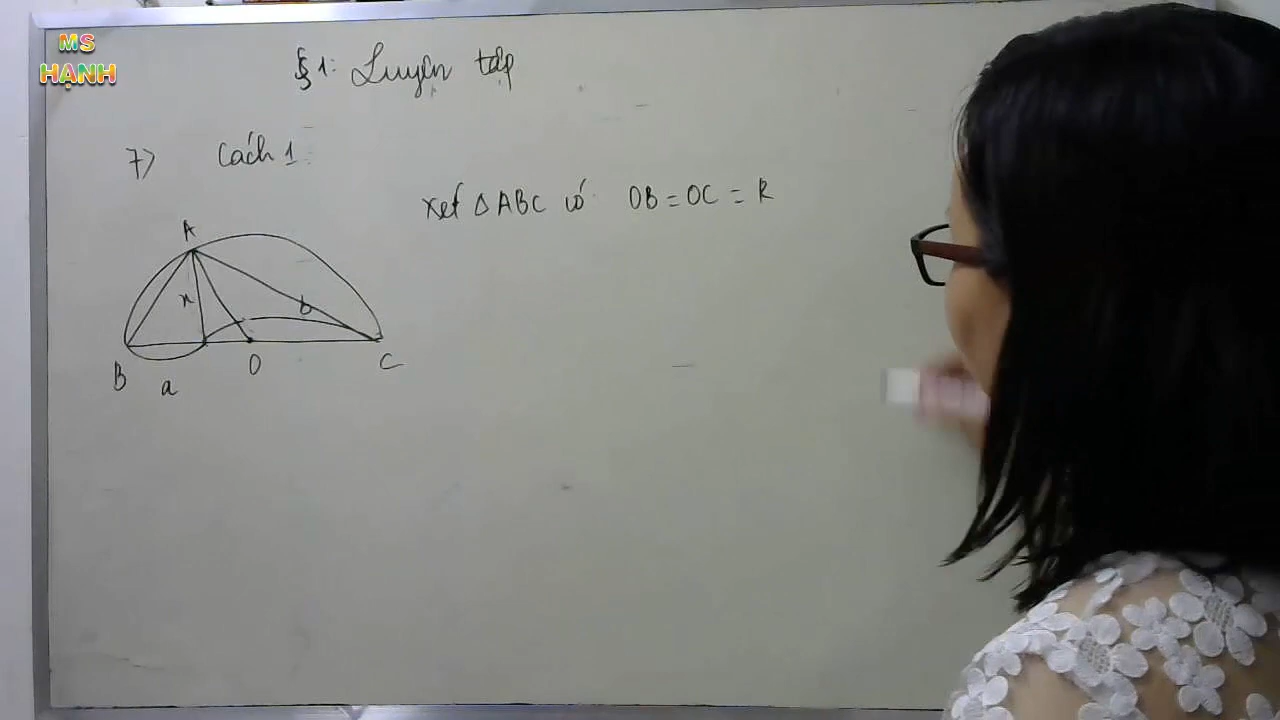 MS
HẠNH
§1: Luyện tập
7) Cách 1:
xét ΔABC có OB = OC = R
A
x
b
B
a
O
C